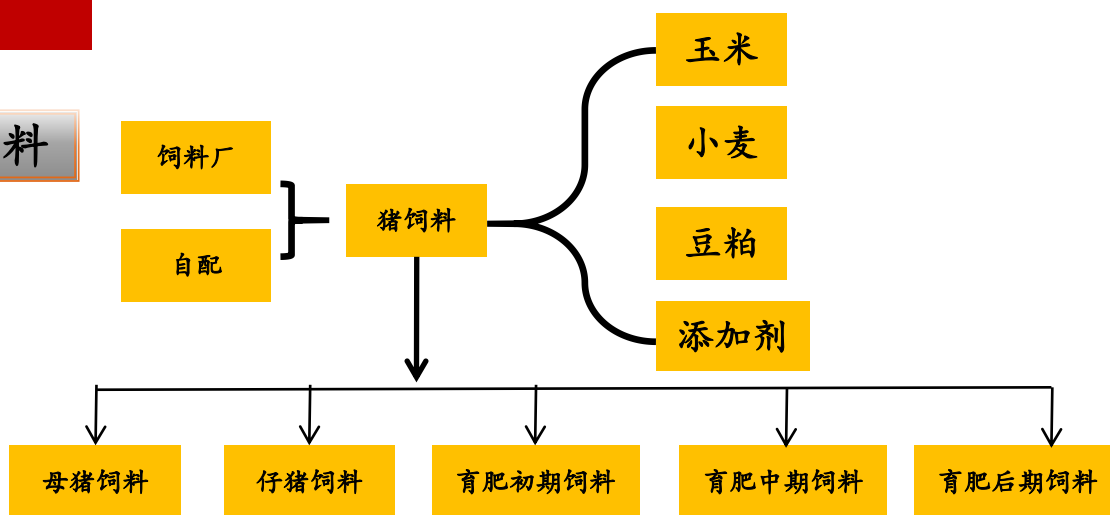 料
饲料厂
自配
猪饲料
玉米
小麦
豆粕
添加剂
母猪饲料
仔猪饲料
育肥初期饲料
育肥中期饲料
育肥后期饲料